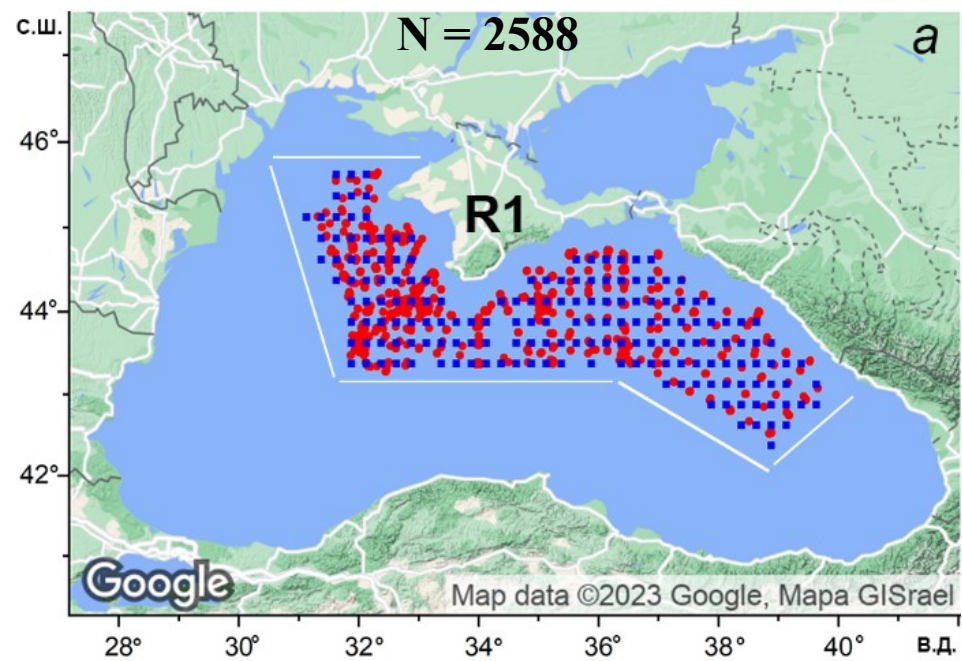 с.ш.
N = 2588
a
46°
R1
44°
42°
Google
Map data ©2023 Google, Mapa GISrael
28° 30° 32° 34° 36° 38° 40° в.д.